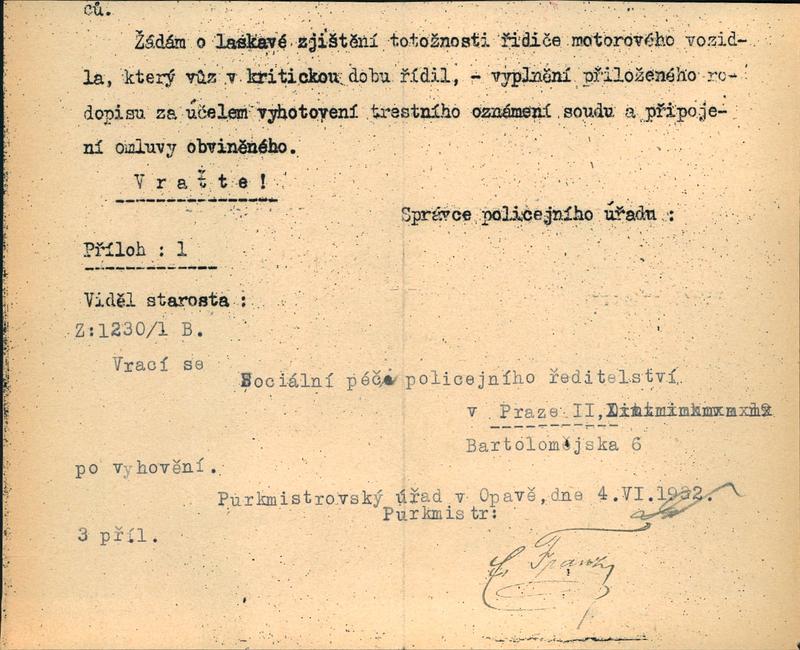 ců.
Žádám o laskavé zjištění totožnosti řidiče motorového vozid-
la, který vůz v kritickou dobu řídil, - vyplnění přiloženého ro-
dopisu za účelem vyhotovení trestního oznámení soudu a připoje-
ní omluvy obviněného.
Vraťte!
Správce policejního úřadu :
Příloh : 1
Viděl starosta :
Z:1230/1 B.
Vrací se
Sociální péče policejního ředitelství
v Praze II,
Bartolomějska 6
po vyhovění.
Purkmistrovský úřad v Opavě, dne 4.VI.1932.
Purkmistr:
3 příl.
Franz